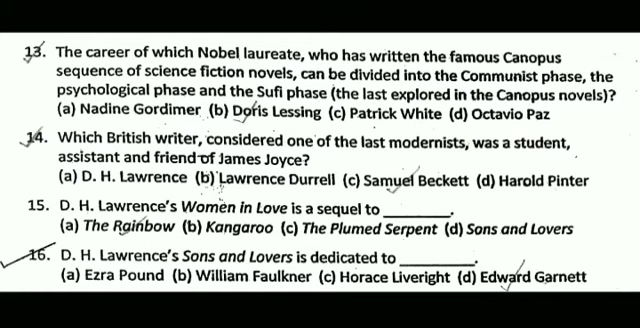 13. The career of which Nobel laureate, who has written the famous Canopus
sequence of science fiction novels, can be divided into the Communist phase, the
psychological phase and the Sufi phase (the last explored in the Canopus novels)?
(a) Nadine Gordimer (b) Doris Lessing (c) Patrick White (d) Octavio Paz
14. Which British writer, considered one of the last modernists, was a student,
assistant and friend of James Joyce?
(a) D. H. Lawrence (b) Lawrence Durrell (c) Samuel Beckett (d) Harold Pinter
15. D. H. Lawrence's Women in Love is a sequel to ________.
(a) The Rainbow (b) Kangaroo (c) The Plumed Serpent (d) Sons and Lovers
16. D. H. Lawrence's Sons and Lovers is dedicated to ________.
(a) Ezra Pound (b) William Faulkner (c) Horace Liveright (d) Edward Garnett